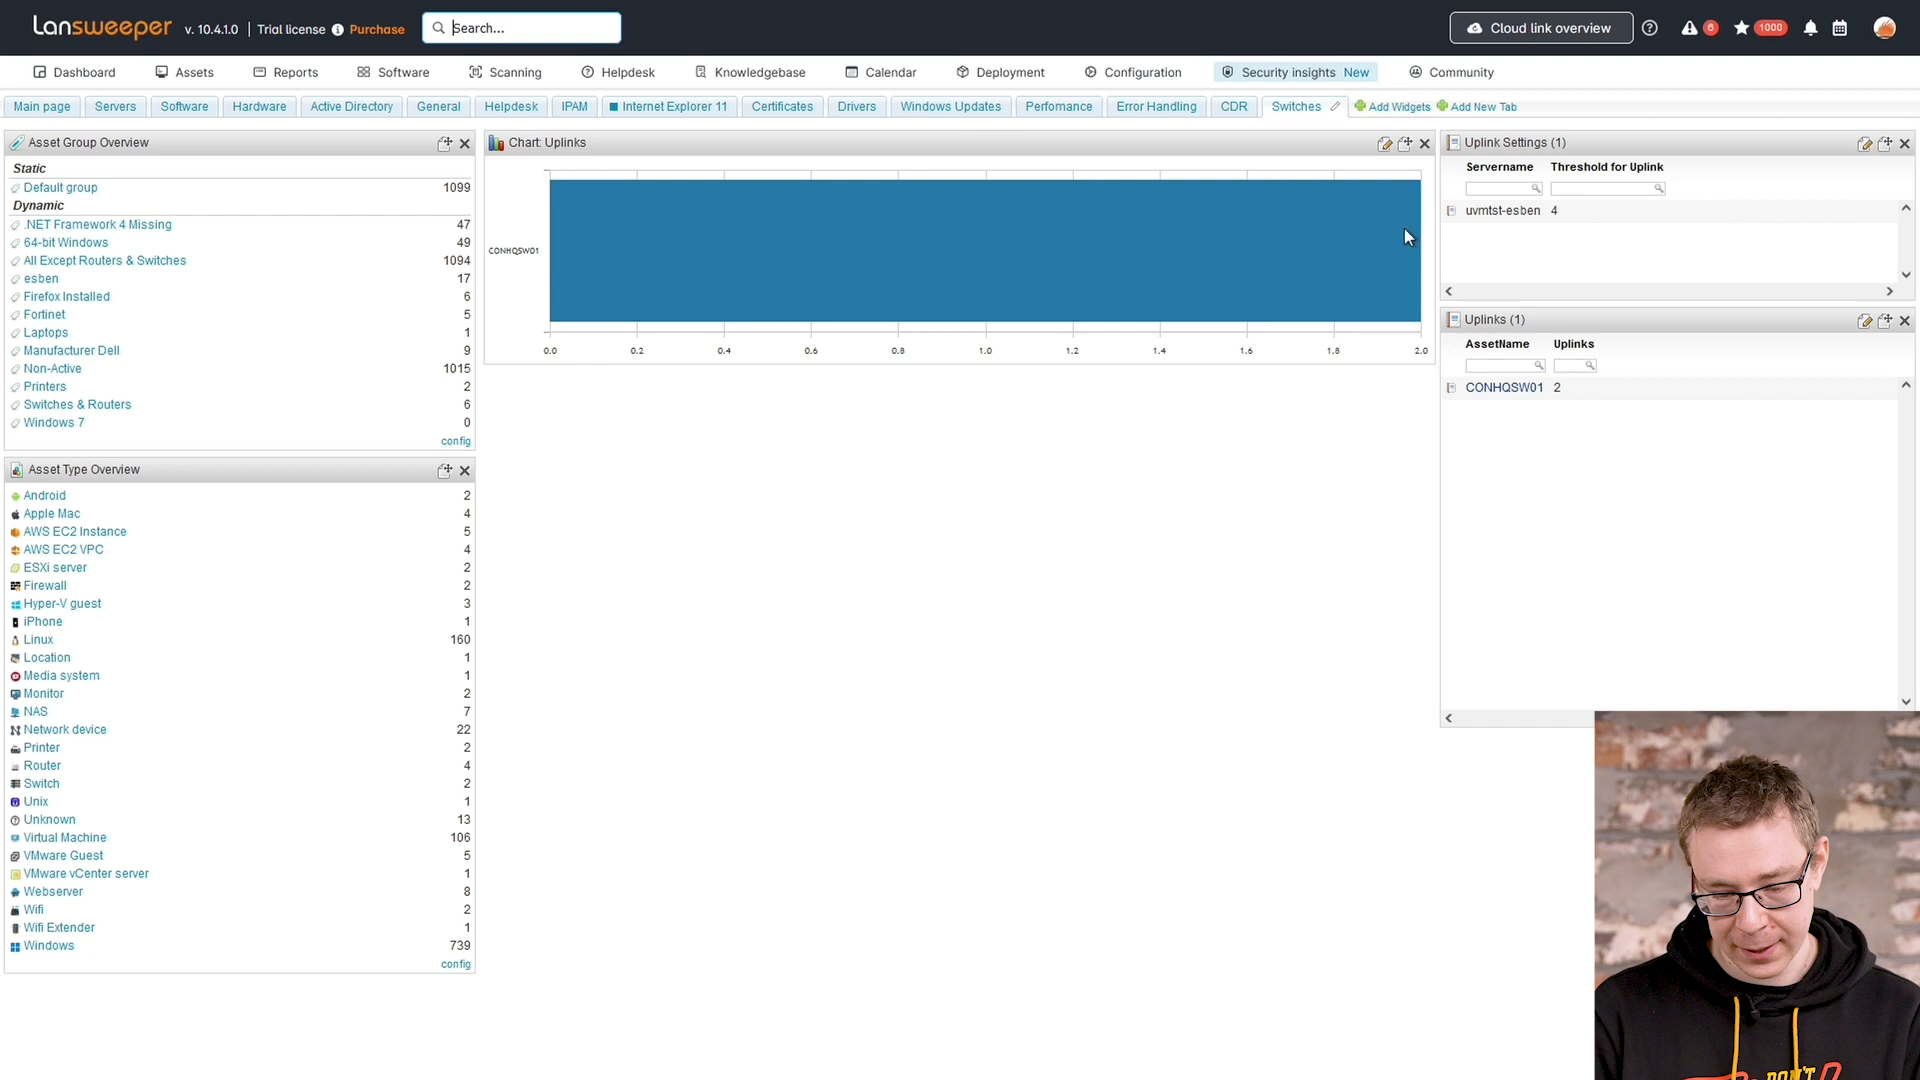 Lansweeper v. 10.4.1.0 Trial license Purchase Search... Cloud link overview 6 1000
Dashboard Assets Reports Software Scanning Helpdesk Knowledgebase Calendar Deployment Configuration Security insights New Community
Main page Servers Software Hardware Active Directory General Helpdesk IPAM Internet Explorer 11 Certificates Drivers Windows Updates Perfomance Error Handling CDR Switches Add Widgets Add New Tab
Asset Group Overview
Static
Default group 1099
Dynamic
.NET Framework 4 Missing 47
64-bit Windows 49
All Except Routers & Switches 1094
esben 17
Firefox Installed 6
Fortinet 5
Laptops 1
Manufacturer Dell 9
Non-Active 1015
Printers 2
Switches & Routers 6
Windows 7 0
config
Asset Type Overview
Android 2
Apple Mac 4
AWS EC2 Instance 5
AWS EC2 VPC 4
ESXi server 2
Firewall 2
Hyper-V guest 3
iPhone 1
Linux 160
Location 1
Media system 1
Monitor 2
NAS 7
Network device 22
Printer 2
Router 4
Switch 2
Unix 1
Unknown 13
Virtual Machine 106
VMware Guest 5
VMware vCenter server 1
Webserver 8
Wifi 2
Wifi Extender 1
Windows 739
config
Chart: Uplinks
CONHQSW01
0.0 0.2 0.4 0.6 0.8 1.0 1.2 1.4 1.6 1.8 2.0
Uplink Settings (1)
Servername Threshold for Uplink
uvmtst-esben 4
Uplinks (1)
AssetName Uplinks
CONHQSW01 2
DON'T